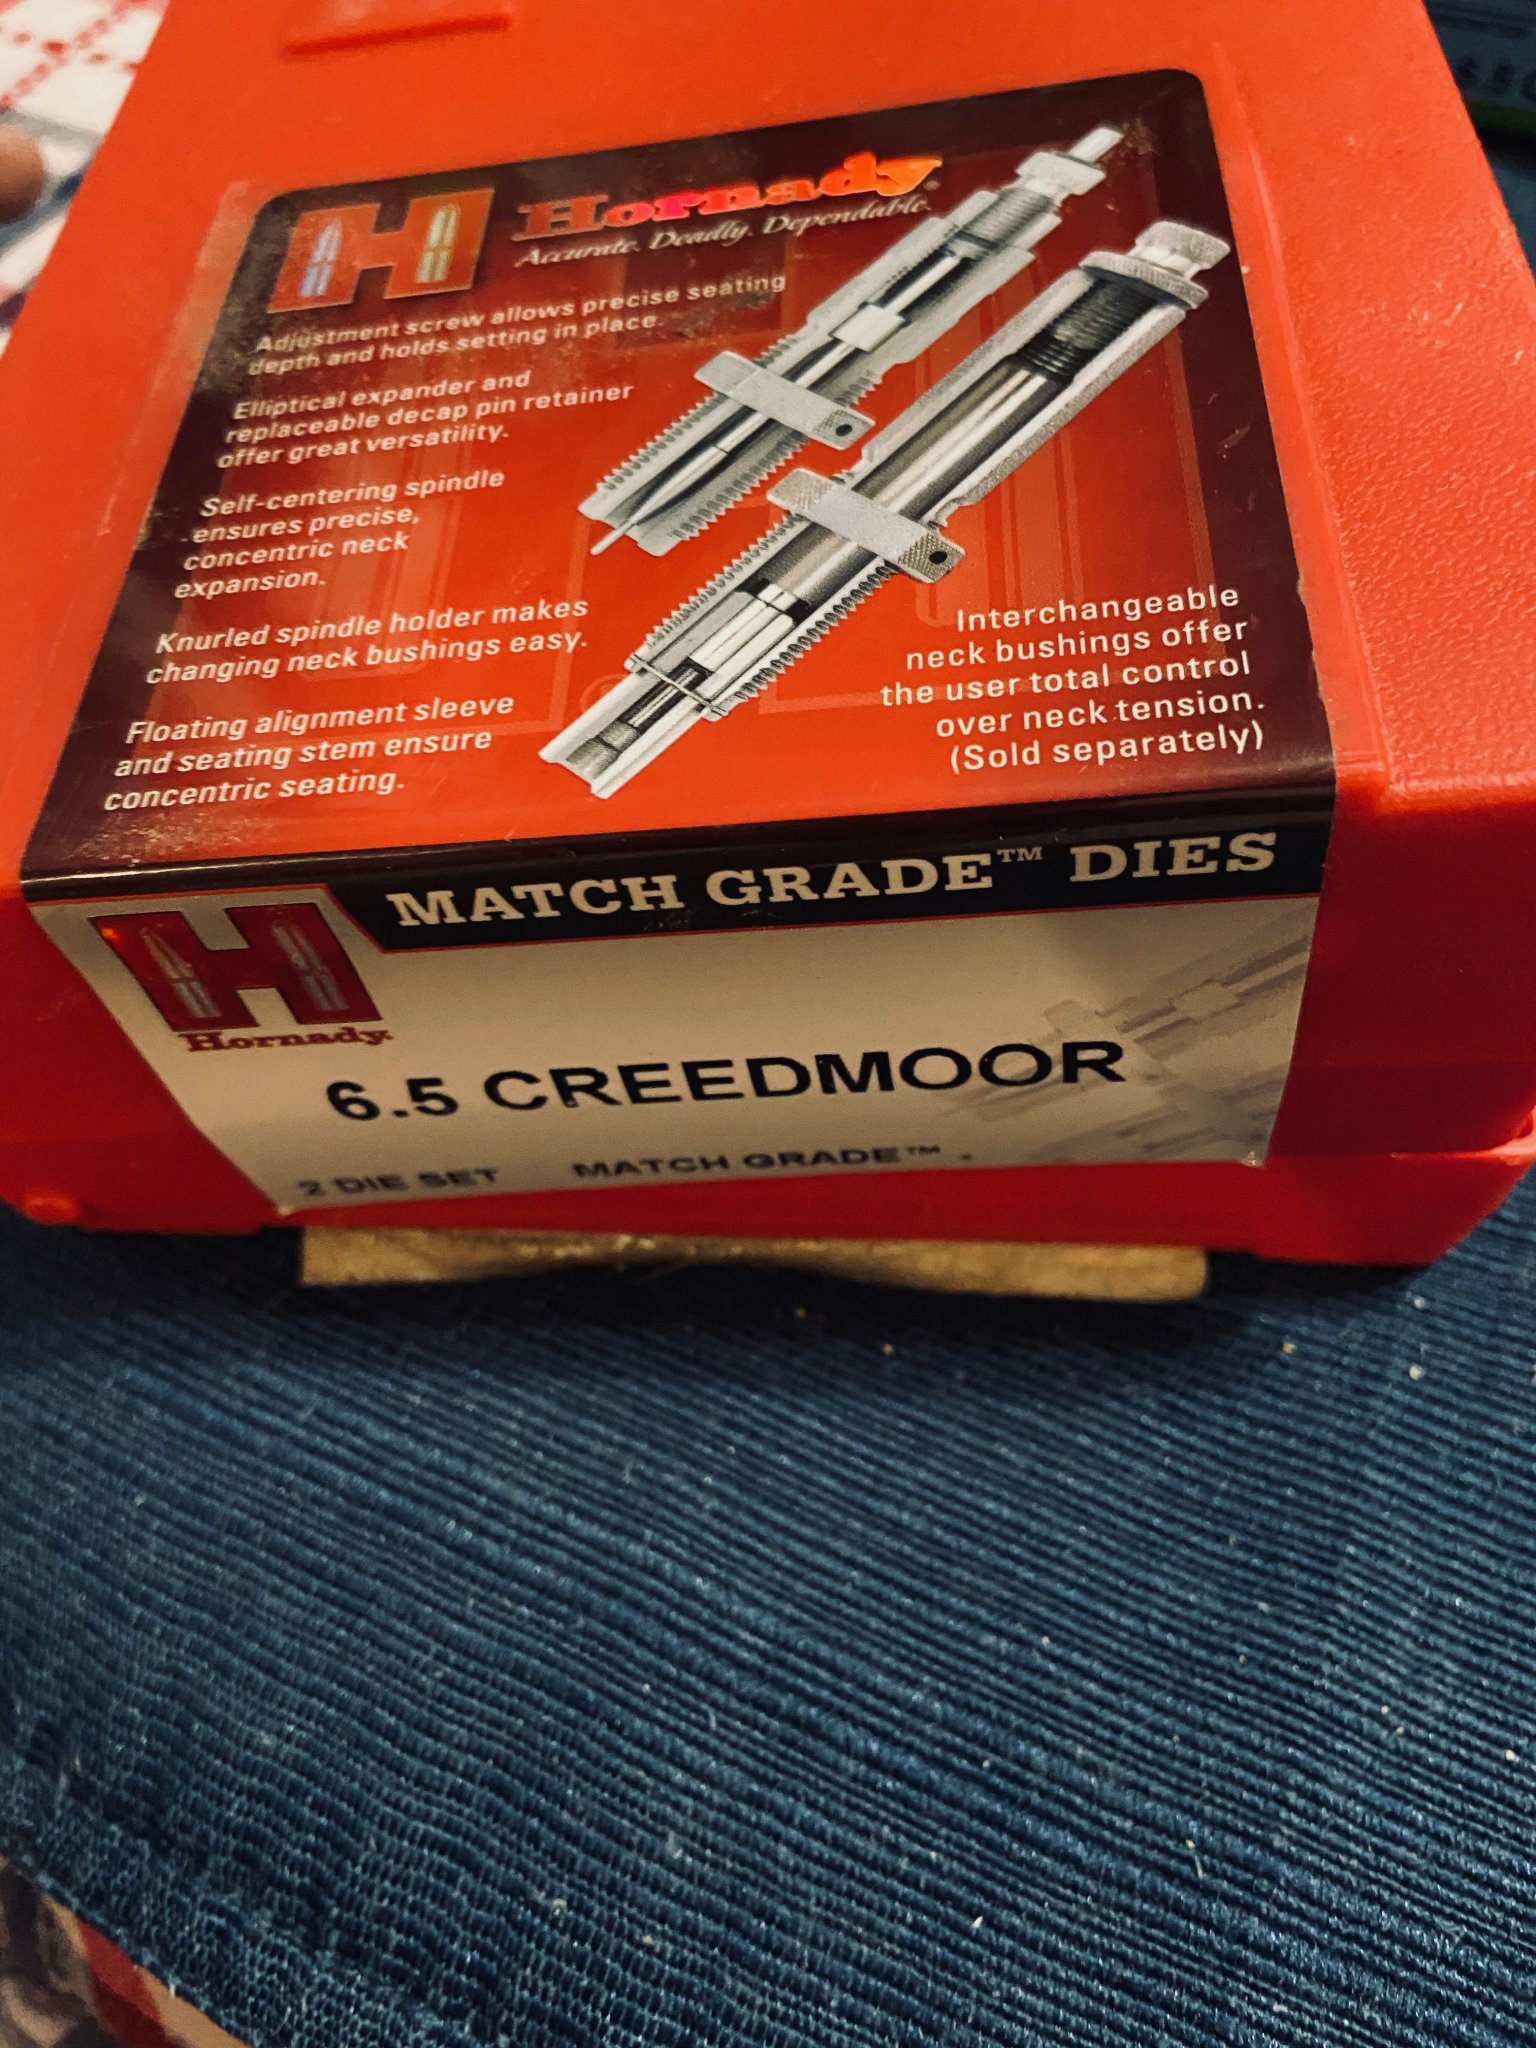 Hornady®
Accurate. Deadly. Dependable.
Adjustment screw allows precise seating
depth and holds setting in place.
Elliptical expander and
replaceable decap pin retainer
offer great versatility.
Self-centering spindle
ensures precise,
concentric neck
expansion.
Knurled spindle holder makes
changing neck bushings easy.
Floating alignment sleeve
and seating stem ensure
concentric seating.
Interchangeable
neck bushings offer
the user total control
over neck tension.
(Sold separately)
MATCH GRADE™ DIES
H
Hornady
6.5 CREEDMOOR
2 DIE SET MATCH GRADE™